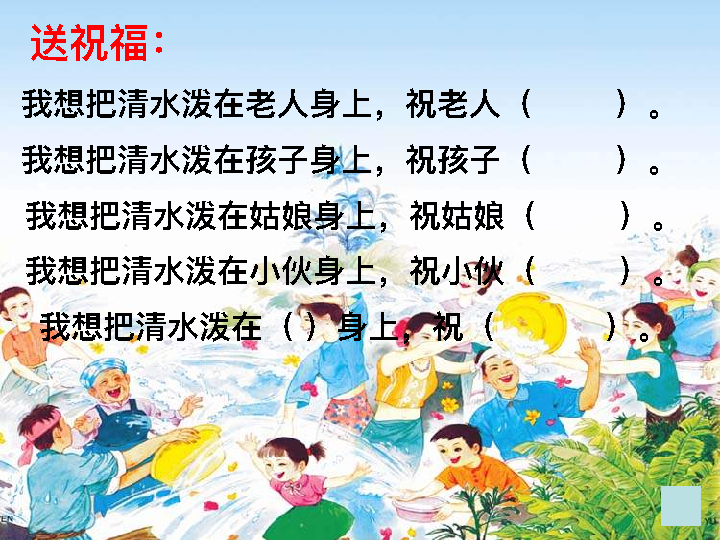 送祝福：
我想把清水泼在老人身上，祝老人（　　）。
我想把清水泼在孩子身上，祝孩子（　　）。
我想把清水泼在姑娘身上，祝姑娘（　　）。
我想把清水泼在小伙身上，祝小伙（　　）。
我想把清水泼在（ ）身上，祝（　　）。